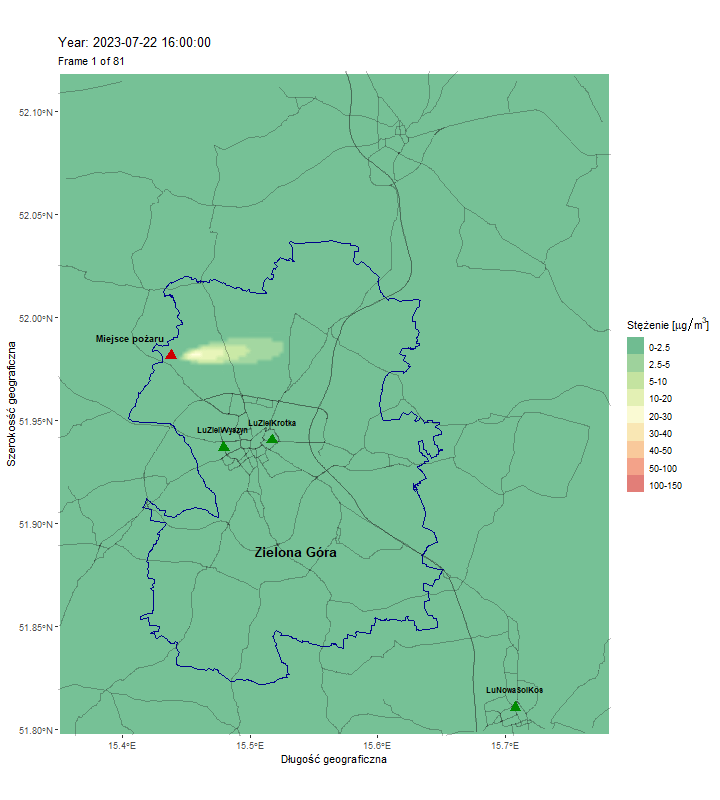 Year: 2023-07-22 16:00:00
Frame 1 of 81
52.10°N
52.05°N
52.00°N
51.95°N
51.90°N
51.85°N
51.80°N
Szerokość geograficzna
Miejsce pożaru
LuZielWyszyn
LuZielKrotka
Zielona Góra
LuNowaSolKos
15.4°E
15.5°E
15.6°E
15.7°E
Długość geograficzna
Stężenie [µg/m³]
0-2.5
2.5-5
5-10
10-20
20-30
30-40
40-50
50-100
100-150